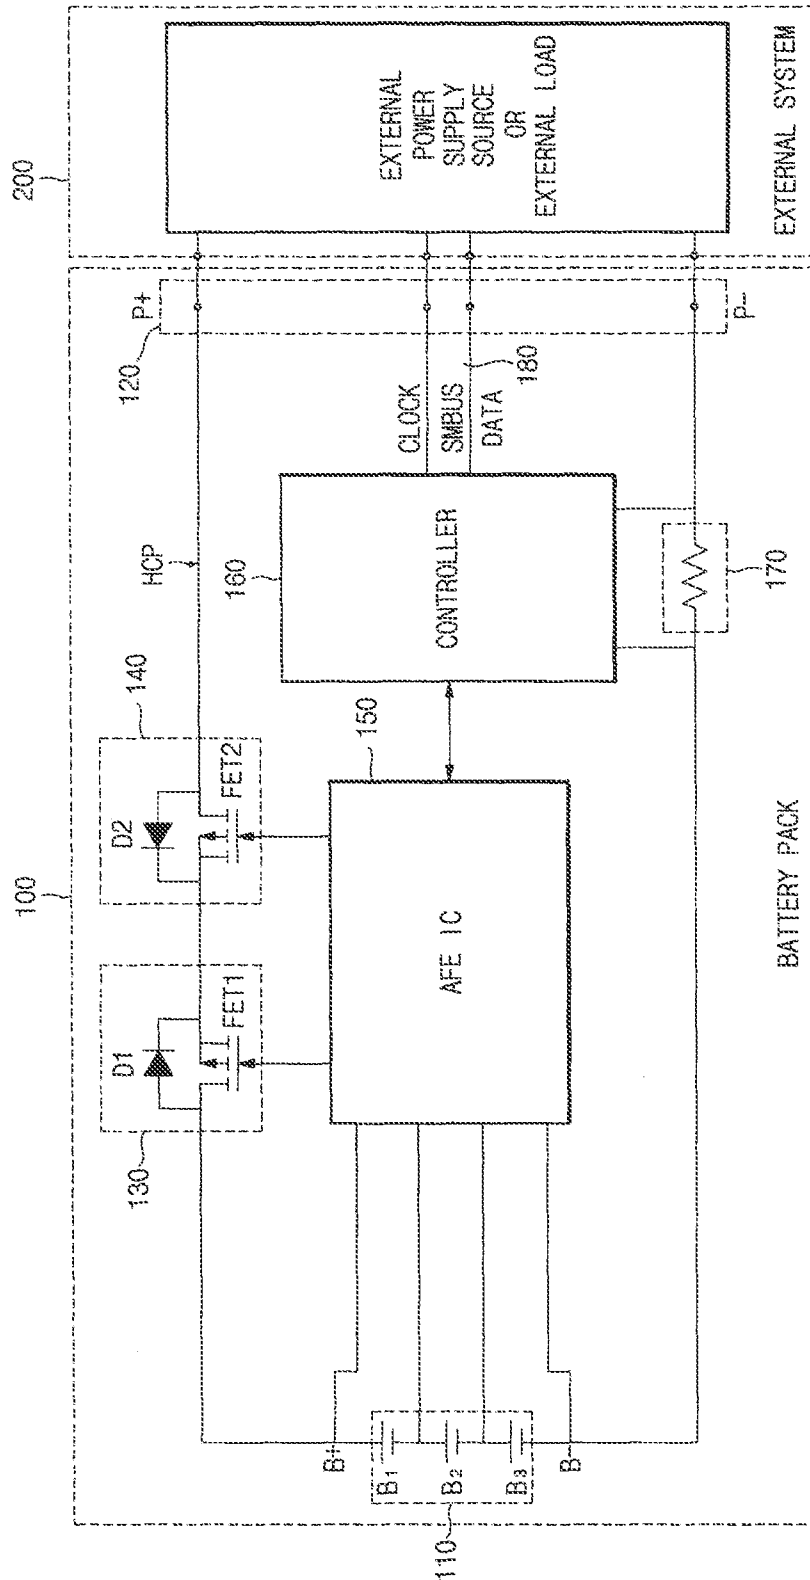 100
200
130
D1
FET1
140
D2
FET2
HCP
120
P+
EXTERNAL
POWER
SUPPLY
SOURCE
OR
EXTERNAL LOAD
110
B+
B1
B2
B3
B-
AFE IC
150
160
CONTROLLER
CLOCK
SMBUS
DATA
180
170
P-
BATTERY PACK
EXTERNAL SYSTEM